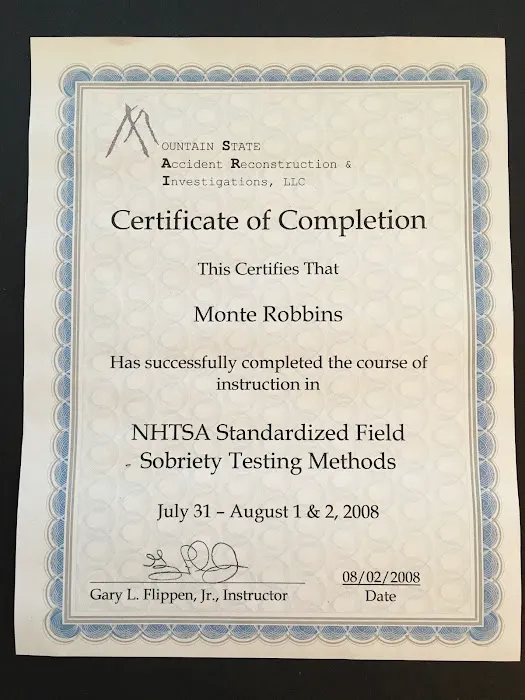 MOUNTAIN STATE
Accident Reconstruction &
Investigations, LLC
Certificate of Completion
This Certifies That
Monte Robbins
Has successfully completed the course of
instruction in
NHTSA Standardized Field
Sobriety Testing Methods
July 31 – August 1 & 2, 2008
08/02/2008
Gary L. Flippen, Jr., Instructor
Date